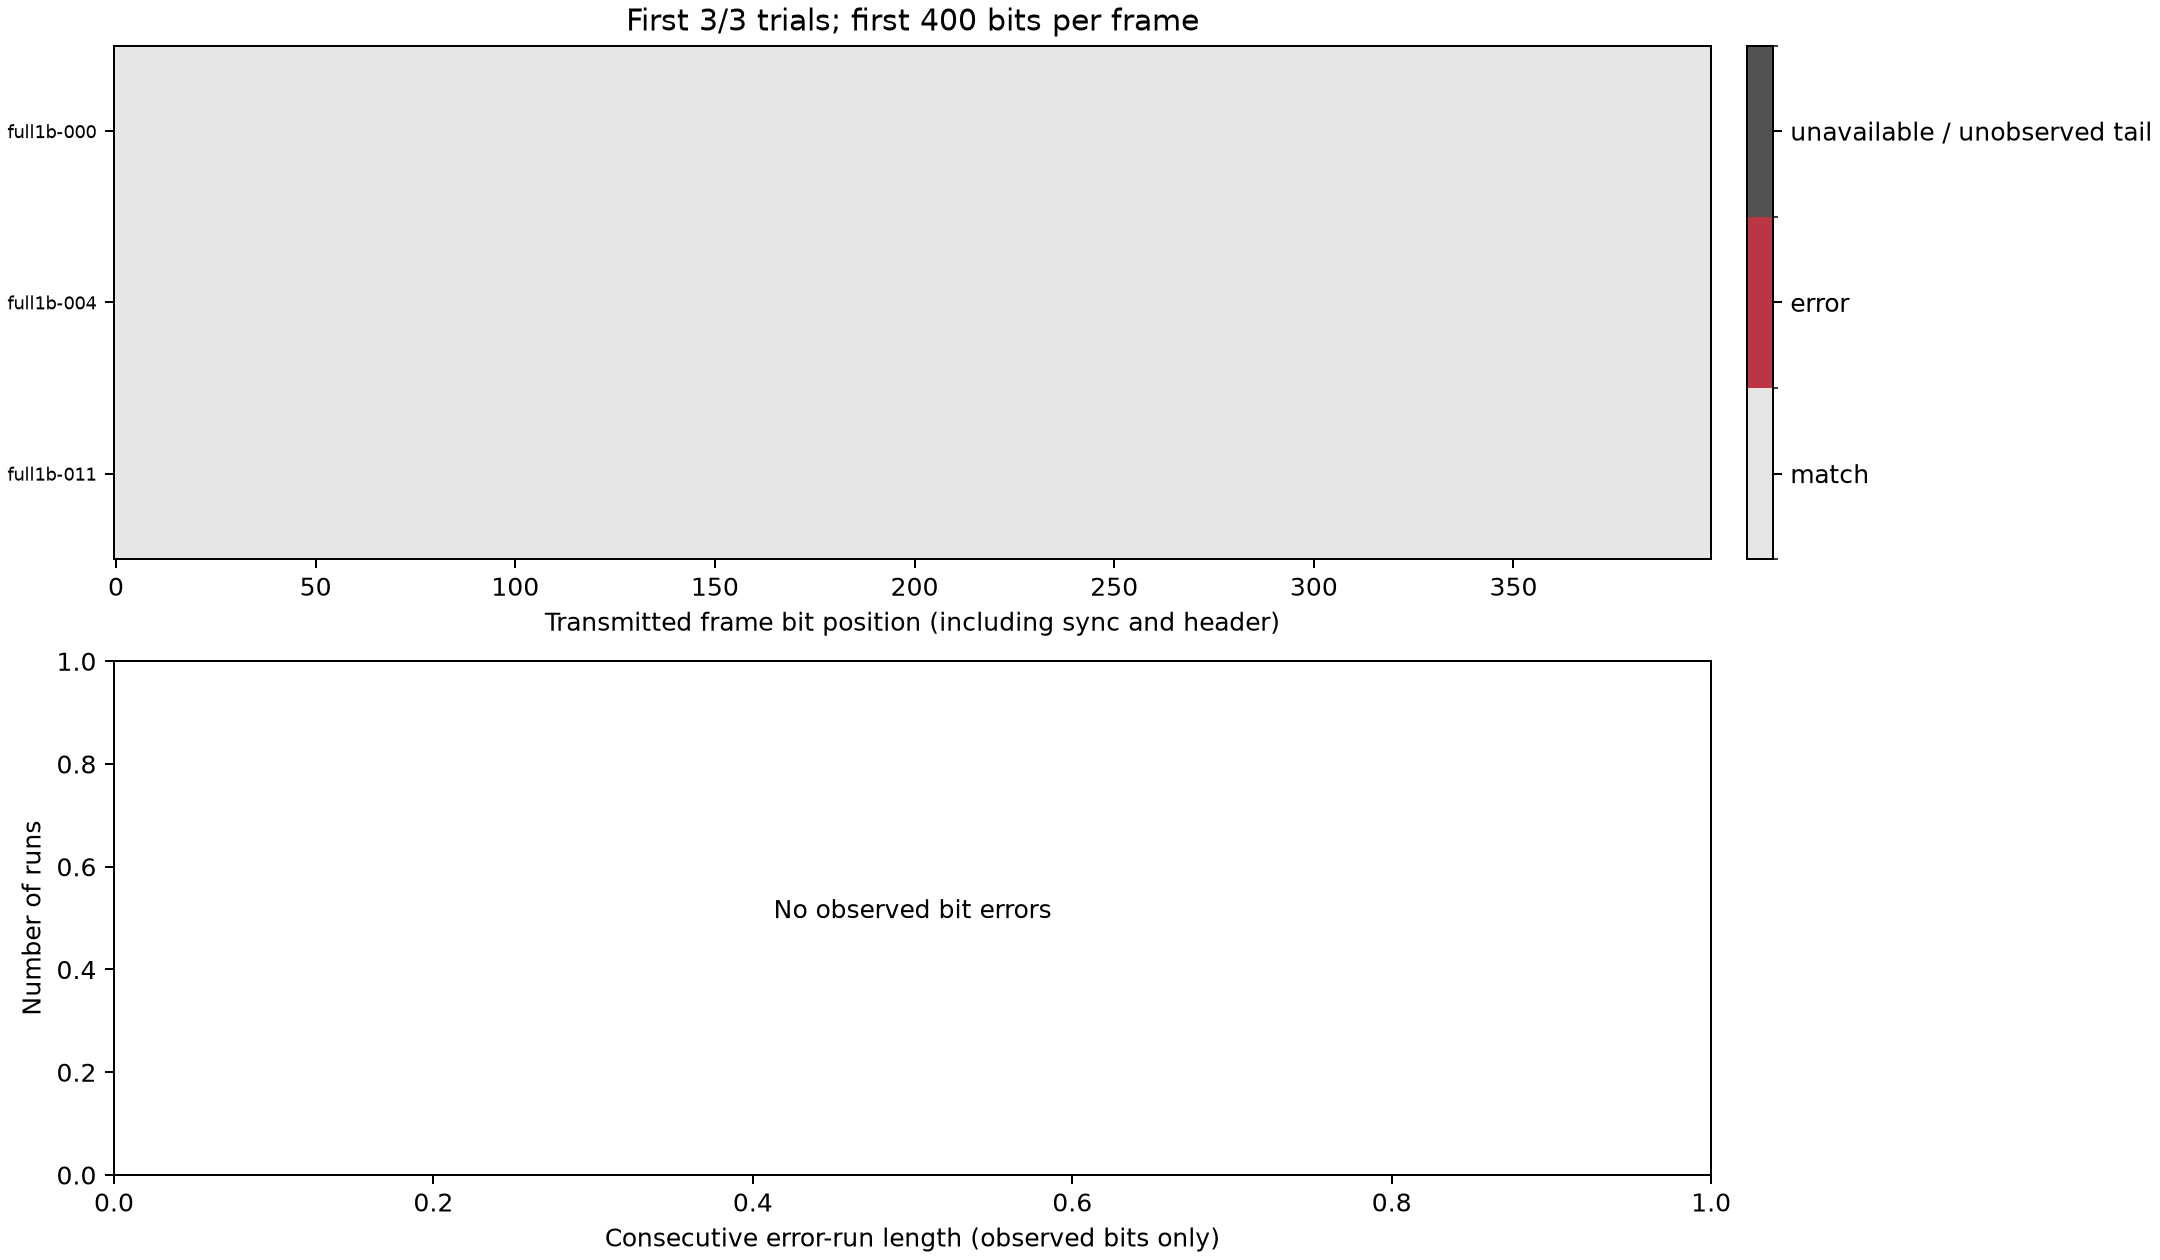 First 3/3 trials; first 400 bits per frame
full1b-000
full1b-004
full1b-011
0 50 100 150 200 250 300 350
Transmitted frame bit position (including sync and header)
unavailable / unobserved tail
error
match
1.0
0.8
0.6
0.4
0.2
0.0
Number of runs
No observed bit errors
0.0 0.2 0.4 0.6 0.8 1.0
Consecutive error-run length (observed bits only)